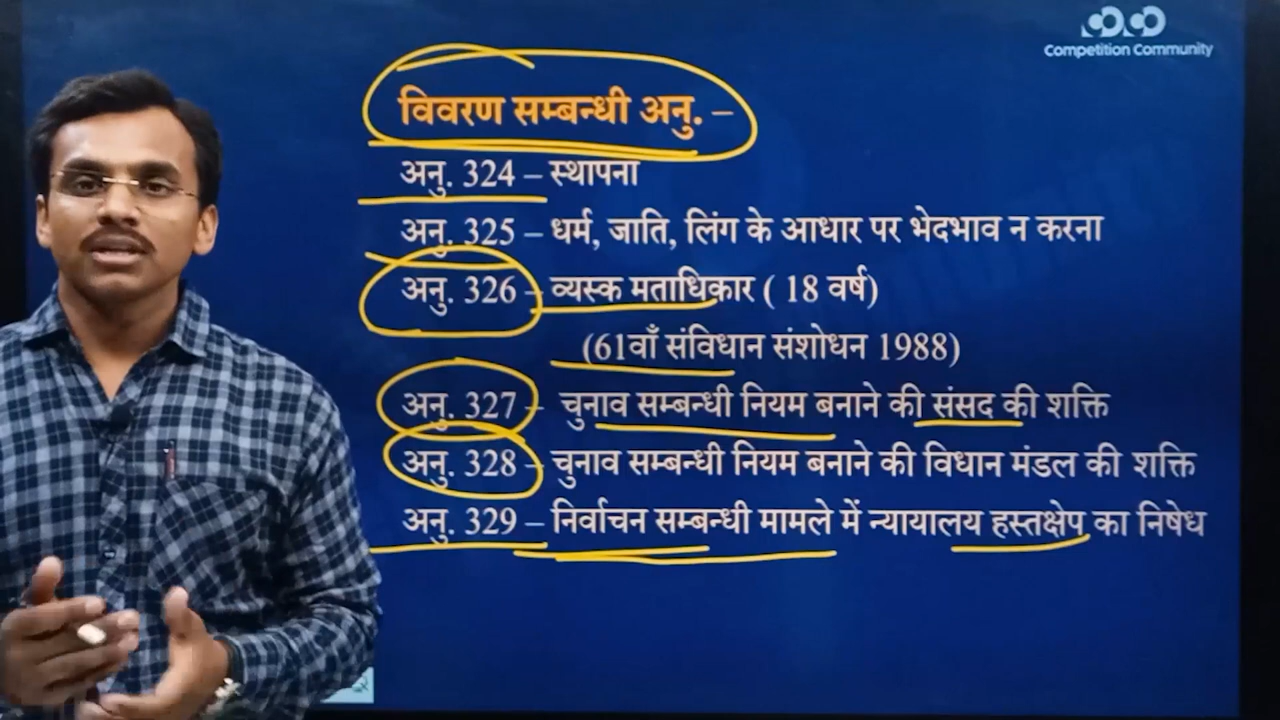 Competition Community
विवरण सम्बन्धी अनु. –
अनु. 324 – स्थापना
अनु. 325 – धर्म, जाति, लिंग के आधार पर भेदभाव न करना
अनु. 326 – व्यस्क मताधिकार ( 18 वर्ष)
(61वाँ संविधान संशोधन 1988)
अनु. 327 – चुनाव सम्बन्धी नियम बनाने की संसद की शक्ति
अनु. 328 – चुनाव सम्बन्धी नियम बनाने की विधान मंडल की शक्ति
अनु. 329 – निर्वाचन सम्बन्धी मामले में न्यायालय हस्तक्षेप का निषेध